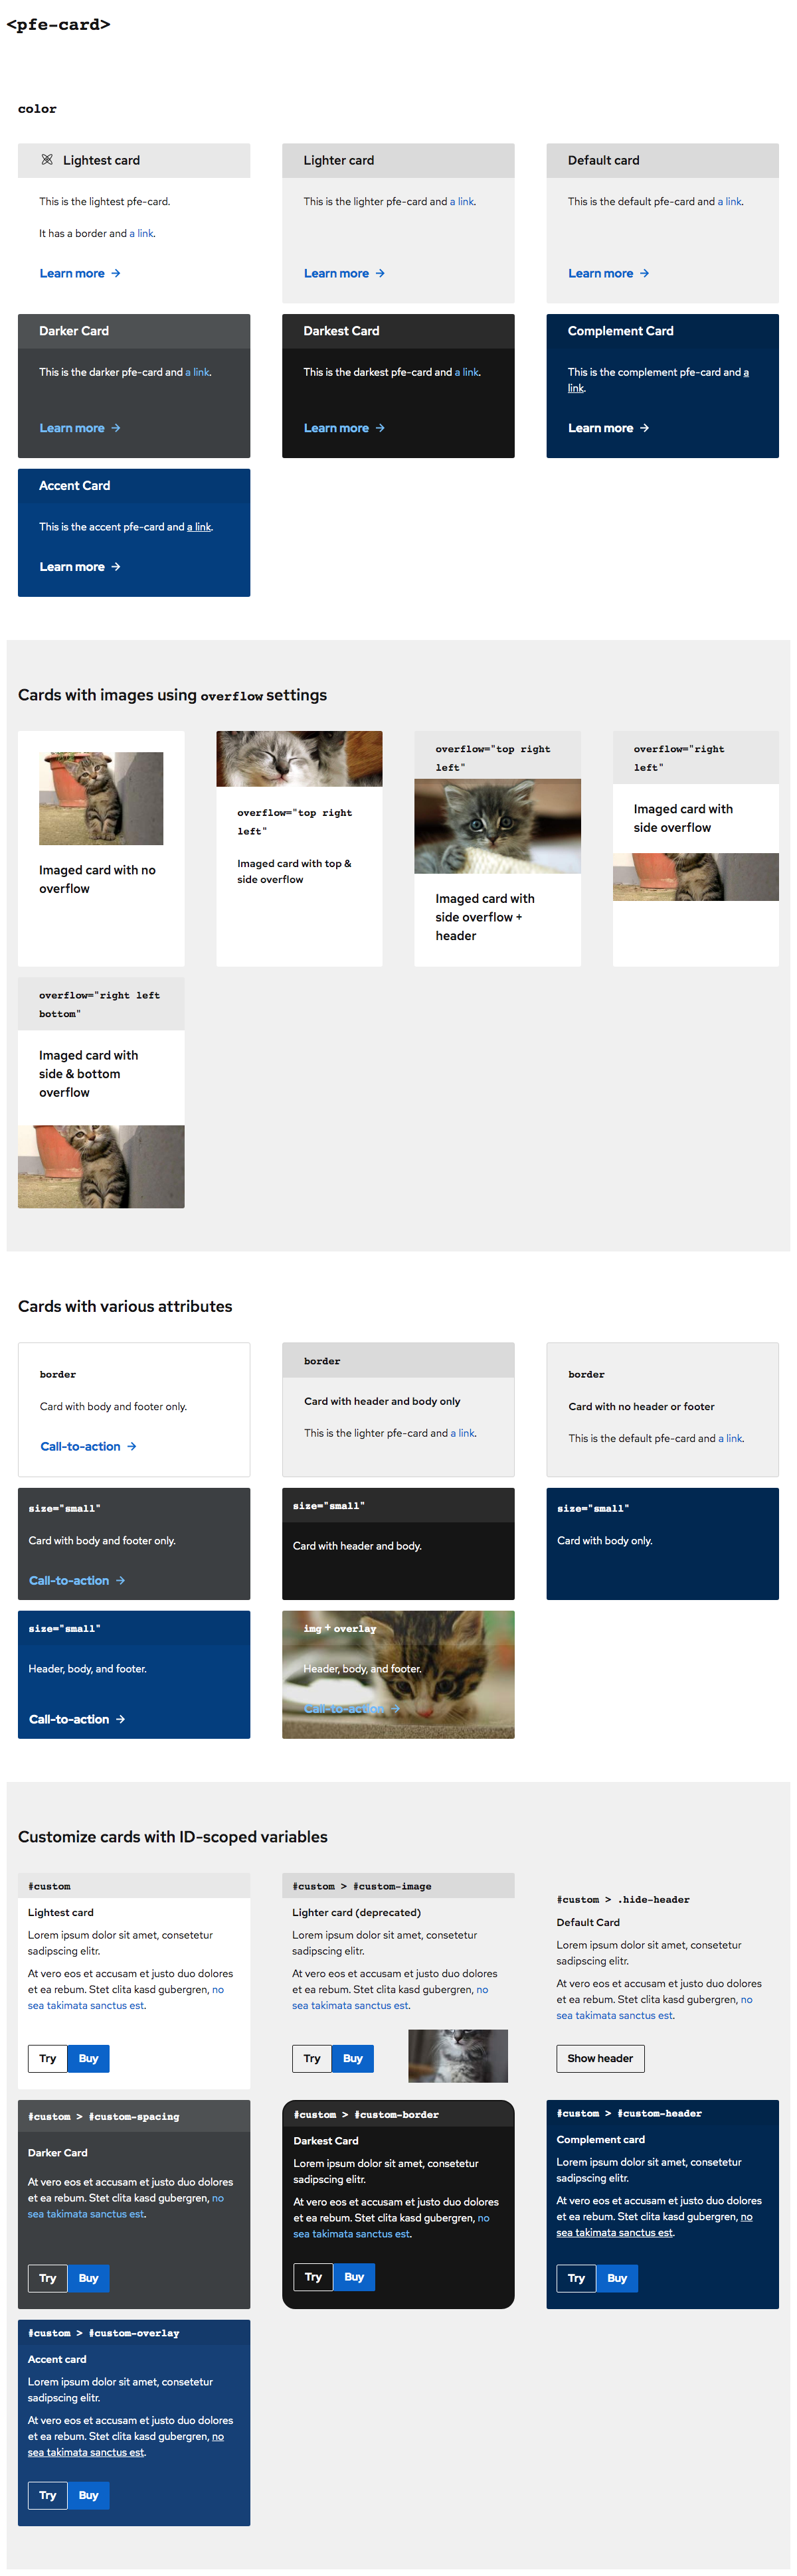 <pfe-card>
color
Lightest card
This is the lightest pfe-card.
It has a border and a link.
Learn more →
Lighter card
This is the lighter pfe-card and a link.
Learn more →
Default card
This is the default pfe-card and a link.
Learn more →
Darker Card
This is the darker pfe-card and a link.
Learn more →
Darkest Card
This is the darkest pfe-card and a link.
Learn more →
Complement Card
This is the complement pfe-card and a
link.
Learn more →
Accent Card
This is the accent pfe-card and a link.
Learn more →
Cards with images using overflow settings
Imaged card with no
overflow
overflow="top right
left"
Imaged card with top &
side overflow
overflow="top right
left"
Imaged card with
side overflow +
header
overflow="right
left"
Imaged card with
side overflow
overflow="right left
bottom"
Imaged card with
side & bottom
overflow
Cards with various attributes
border
Card with body and footer only.
Call-to-action →
border
Card with header and body only
This is the lighter pfe-card and a link.
border
Card with no header or footer
This is the default pfe-card and a link.
size="small"
Card with body and footer only.
Call-to-action →
size="small"
Card with header and body.
size="small"
Card with body only.
size="small"
Header, body, and footer.
Call-to-action →
img + overlay
Header, body, and footer.
Call-to-action →
Customize cards with ID-scoped variables
#custom
Lightest card
Lorem ipsum dolor sit amet, consetetur
sadipscing elitr.
At vero eos et accusam et justo duo dolores
et ea rebum. Stet clita kasd gubergren, no
sea takimata sanctus est.
Try Buy
#custom > #custom-image
Lighter card (deprecated)
Lorem ipsum dolor sit amet, consetetur
sadipscing elitr.
At vero eos et accusam et justo duo dolores
et ea rebum. Stet clita kasd gubergren, no
sea takimata sanctus est.
Try Buy
#custom > .hide-header
Default Card
Lorem ipsum dolor sit amet, consetetur
sadipscing elitr.
At vero eos et accusam et justo duo dolores
et ea rebum. Stet clita kasd gubergren, no
sea takimata sanctus est.
Show header
#custom > #custom-spacing
Darker Card
At vero eos et accusam et justo duo dolores
et ea rebum. Stet clita kasd gubergren, no
sea takimata sanctus est.
Try Buy
#custom > #custom-border
Darkest Card
Lorem ipsum dolor sit amet, consetetur
sadipscing elitr.
At vero eos et accusam et justo duo dolores
et ea rebum. Stet clita kasd gubergren, no
sea takimata sanctus est.
Try Buy
#custom > #custom-header
Complement card
Lorem ipsum dolor sit amet, consetetur
sadipscing elitr.
At vero eos et accusam et justo duo dolores
et ea rebum. Stet clita kasd gubergren, no
sea takimata sanctus est.
Try Buy
#custom > #custom-overlay
Accent card
Lorem ipsum dolor sit amet, consetetur
sadipscing elitr.
At vero eos et accusam et justo duo dolores
et ea rebum. Stet clita kasd gubergren, no
sea takimata sanctus est.
Try Buy